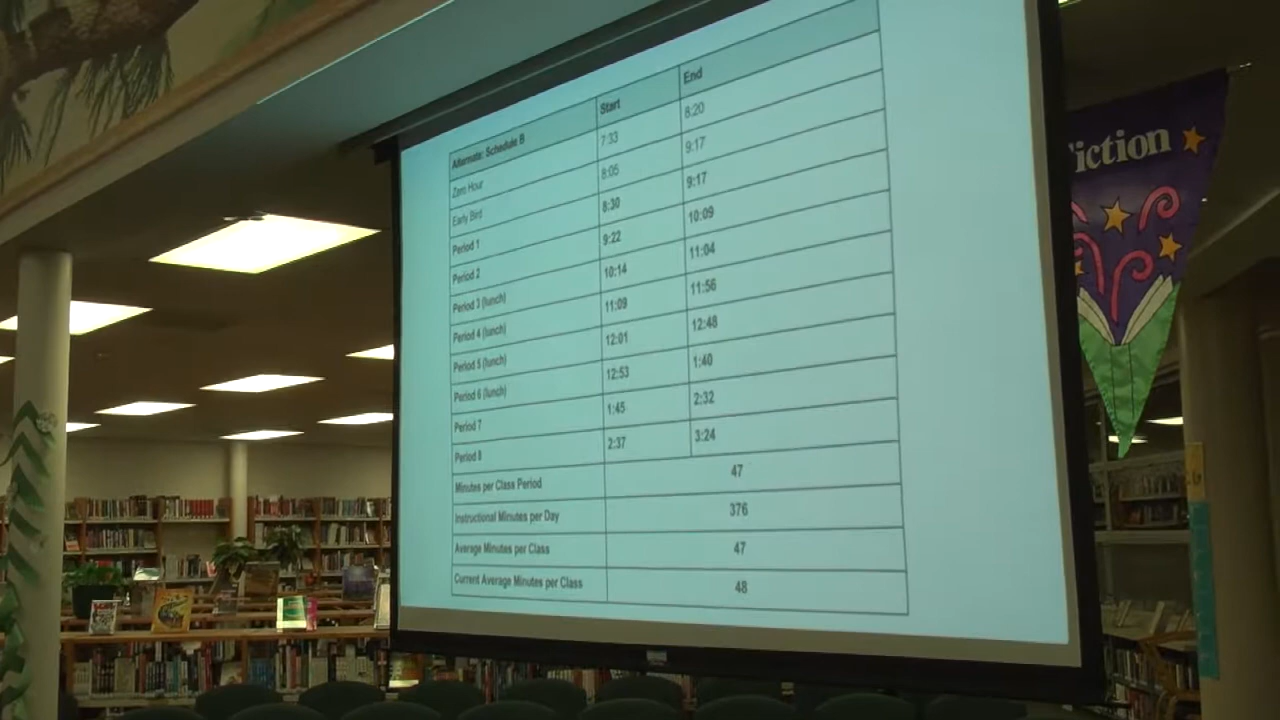 Alternate: Schedule B Start End
Zero Hour 7:33 8:20
Early Bird 8:05 9:17
Period 1 8:30 9:17
Period 2 9:22 10:09
Period 3 (lunch) 10:14 11:04
Period 4 (lunch) 11:09 11:56
Period 5 (lunch) 12:01 12:48
Period 6 (lunch) 12:53 1:40
Period 7 1:45 2:32
Period 8 2:37 3:24
Minutes per Class Period 47
Instructional Minutes per Day 376
Average Minutes per Class 47
Current Average Minutes per Class 48
iction